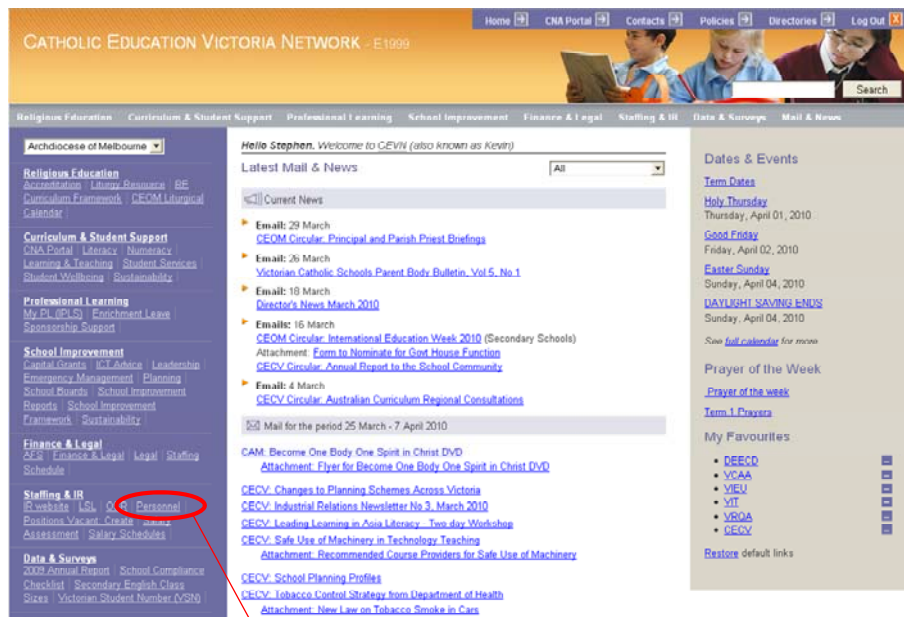 Home CNA Portal Contacts Policies Directories Log Out
CATHOLIC EDUCATION VICTORIA NETWORK - E1999
Search
Religious Education Curriculum & Student Support Professional Learning School Improvement Finance & Legal Staffing & IR Data & Surveys Mail & News
Archdiocese of Melbourne
Religious Education
Accreditation | Liturgy Resource | RE
Curriculum Framework | CEOM Liturgical
Calendar
Curriculum & Student Support
CNA Portal | Literacy | Numeracy
Learning & Teaching | Student Services
Student Wellbeing | Sustainability
Professional Learning
My PL (IPLS) | Enrichment Leave
Sponsorship Support
School Improvement
Capital Grants | ICT Advice | Leadership
Emergency Management | Planning
School Boards | School Improvement
Reports | School Improvement
Framework | Sustainability
Finance & Legal
AFS | Finance & Legal | Legal | Staffing
Schedule
Staffing & IR
IR website | LSL | Personnel
Positions Vacant: Create | Salary
Assessment | Salary Schedules
Data & Surveys
2009 Annual Report | School Compliance
Checklist | Secondary English Class
Sizes | Victorian Student Number (VSN)
Hello Stephen. Welcome to CEVN (also known as Kevin)
Latest Mail & News All
Current News
Email: 29 March
CEOM Circular: Principal and Parish Priest Briefings
Email: 26 March
Victorian Catholic Schools Parent Body Bulletin, Vol 5, No.1
Email: 18 March
Director's News March 2010
Emails: 16 March
CEOM Circular: International Education Week 2010 (Secondary Schools)
Attachment: Form to Nominate for Govt House Function
CECV Circular: Annual Report to the School Community
Email: 4 March
CECV Circular: Australian Curriculum Regional Consultations
Mail for the period 25 March - 7 April 2010
CAM: Become One Body One Spirit in Christ DVD
Attachment: Flyer for Become One Body One Spirit in Christ DVD
CECV: Changes to Planning Schemes Across Victoria
CECV: Industrial Relations Newsletter No 3, March 2010
CECV: Leading Learning in Asia Literacy - Two day Workshop
CECV: Safe Use of Machinery in Technology Teaching
Attachment: Recommended Course Providers for Safe Use of Machinery
CECV: School Planning Profiles
CECV: Tobacco Control Strategy from Department of Health
Attachment: New Law on Tobacco Smoke in Cars
Dates & Events
Term Dates
Holy Thursday
Thursday, April 01, 2010
Good Friday
Friday, April 02, 2010
Easter Sunday
Sunday, April 04, 2010
DAYLIGHT SAVING ENDS
Sunday, April 04, 2010
See full calendar for more
Prayer of the Week
Prayer of the week
Term 1 Prayers
My Favourites
DEECD
VCAA
VIEU
VIT
VRQA
CECV
Restore default links